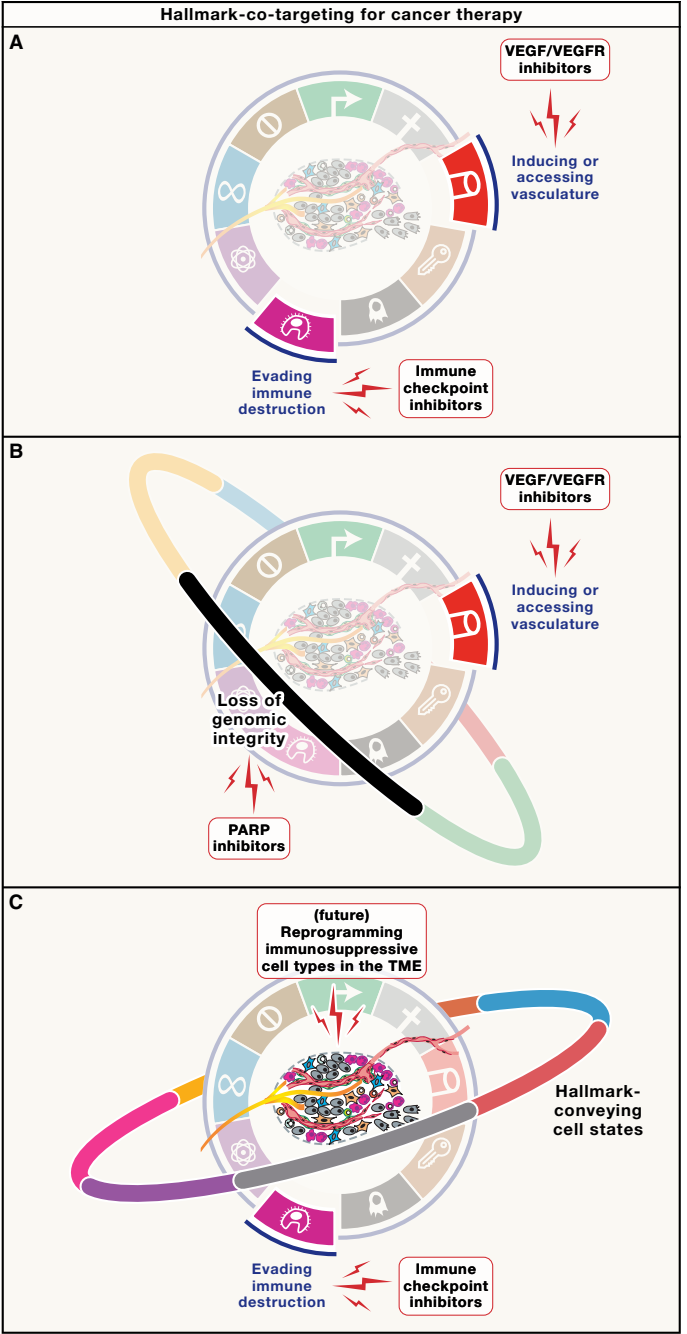 Hallmark-co-targeting for cancer therapy
A
VEGF/VEGFR
inhibitors
Inducing or
accessing
vasculature
Evading
immune
destruction
Immune
checkpoint
inhibitors
B
VEGF/VEGFR
inhibitors
Inducing or
accessing
vasculature
Loss of
genomic
integrity
PARP
inhibitors
C
(future)
Reprogramming
immunosuppressive
cell types in the TME
Hallmark-
conveying
cell states
Evading
immune
destruction
Immune
checkpoint
inhibitors